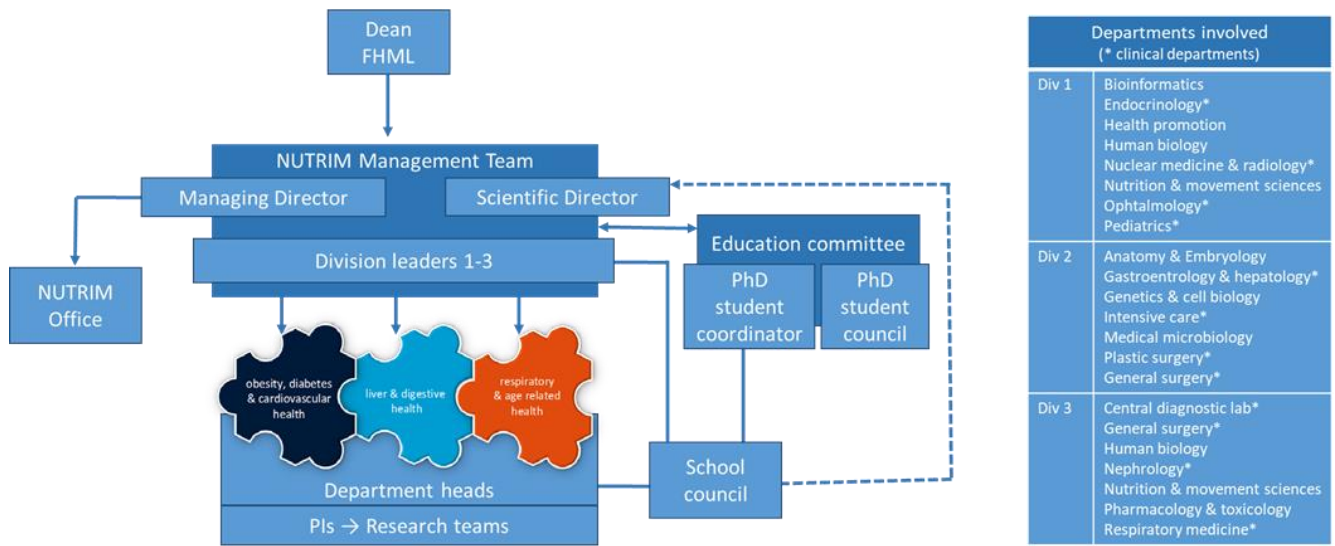 Dean
FHML
NUTRIM Management Team
Managing Director
Scientific Director
Division leaders 1-3
NUTRIM
Office
Education committee
PhD
student
coordinator
PhD
student
council
obesity, diabetes
& cardiovascular
health
liver & digestive
health
respiratory
& age related
health
Department heads
PIs → Research teams
School
council
Departments involved
(* clinical departments)
Div 1
Bioinformatics
Endocrinology*
Health promotion
Human biology
Nuclear medicine & radiology*
Nutrition & movement sciences
Ophtalmology*
Pediatrics*
Div 2
Anatomy & Embryology
Gastroentrology & hepatology*
Genetics & cell biology
Intensive care*
Medical microbiology
Plastic surgery*
General surgery*
Div 3
Central diagnostic lab*
General surgery*
Human biology
Nephrology*
Nutrition & movement sciences
Pharmacology & toxicology
Respiratory medicine*